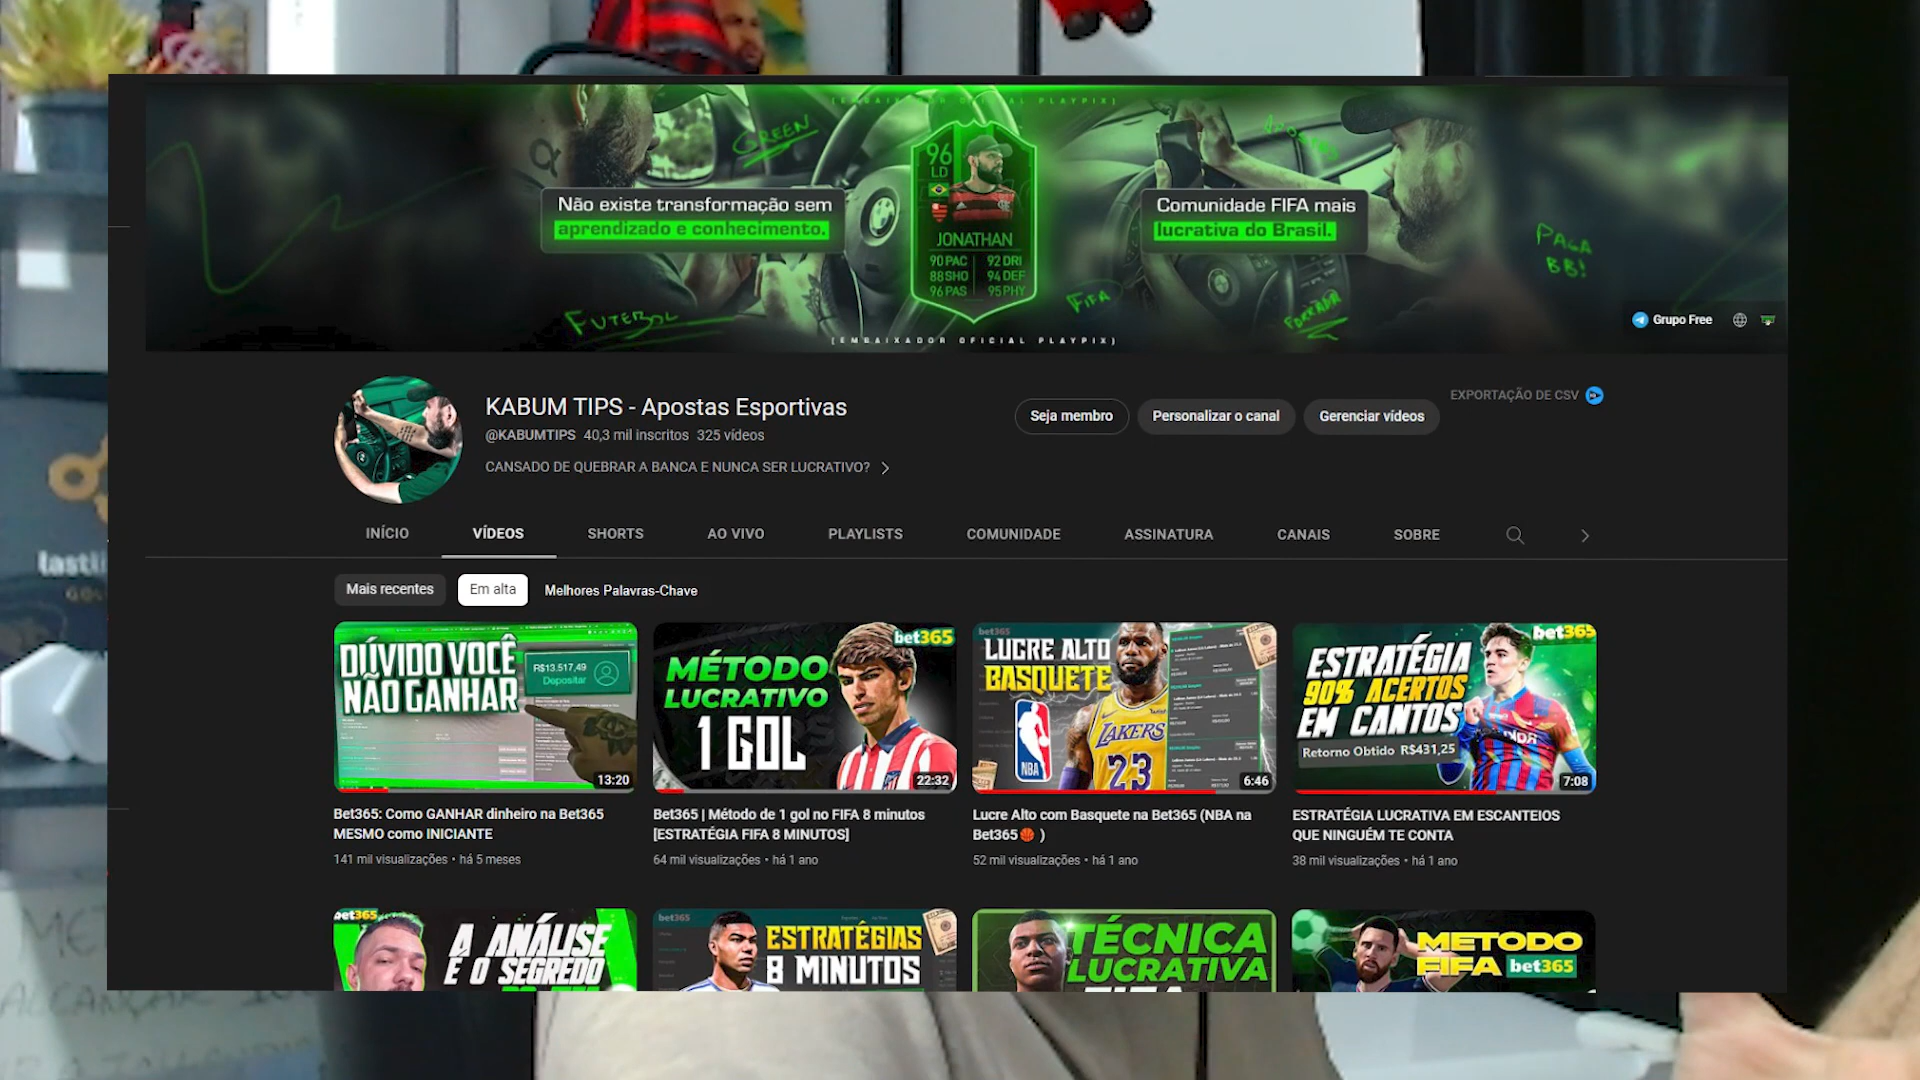 [EMBAIXADOR OFICIAL PLAYPIX]
GREEN
APOSTAS
96
LD
Não existe transformação sem
aprendizado e conhecimento.
JONATHAN
90 PAC 92 DRI
88 SHO 94 DEF
96 PAS 95 PHY
Comunidade FIFA mais
lucrativa do Brasil.
PAGA
BB!
FUTEBOL
FIFA
FORRADA
[EMBAIXADOR OFICIAL PLAYPIX]
Grupo Free
KABUM TIPS - Apostas Esportivas
@KABUMTIPS 40,3 mil inscritos 325 vídeos
CANSADO DE QUEBRAR A BANCA E NUNCA SER LUCRATIVO?
Seja membro
Personalizar o canal
Gerenciar vídeos
EXPORTAÇÃO DE CSV
INÍCIO VÍDEOS SHORTS AO VIVO PLAYLISTS COMUNIDADE ASSINATURA CANAIS SOBRE
Mais recentes Em alta Melhores Palavras-Chave
DÚVIDO VOCÊ
NÃO GANHAR
R$13.517,49
Depositar
13:20
bet365
MÉTODO
LUCRATIVO
1 GOL
22:32
bet365
LUCRE ALTO
BASQUETE
NBA
LAKERS
23
6:46
bet365
ESTRATÉGIA
90% ACERTOS
EM CANTOS
Retorno Obtido R$431,25
7:08
Bet365: Como GANHAR dinheiro na Bet365
MESMO como INICIANTE
141 mil visualizações • há 5 meses
Bet365 | Método de 1 gol no FIFA 8 minutos
[ESTRATÉGIA FIFA 8 MINUTOS]
64 mil visualizações • há 1 ano
Lucre Alto com Basquete na Bet365 (NBA na
Bet365🏀 )
52 mil visualizações • há 1 ano
ESTRATÉGIA LUCRATIVA EM ESCANTEIOS
QUE NINGUÉM TE CONTA
38 mil visualizações • há 1 ano
bet365
A ANÁLISE
É O SEGREDO
bet365
ESTRATÉGIAS
8 MINUTOS
TÉCNICA
LUCRATIVA
FIFA
METODO
FIFA bet365